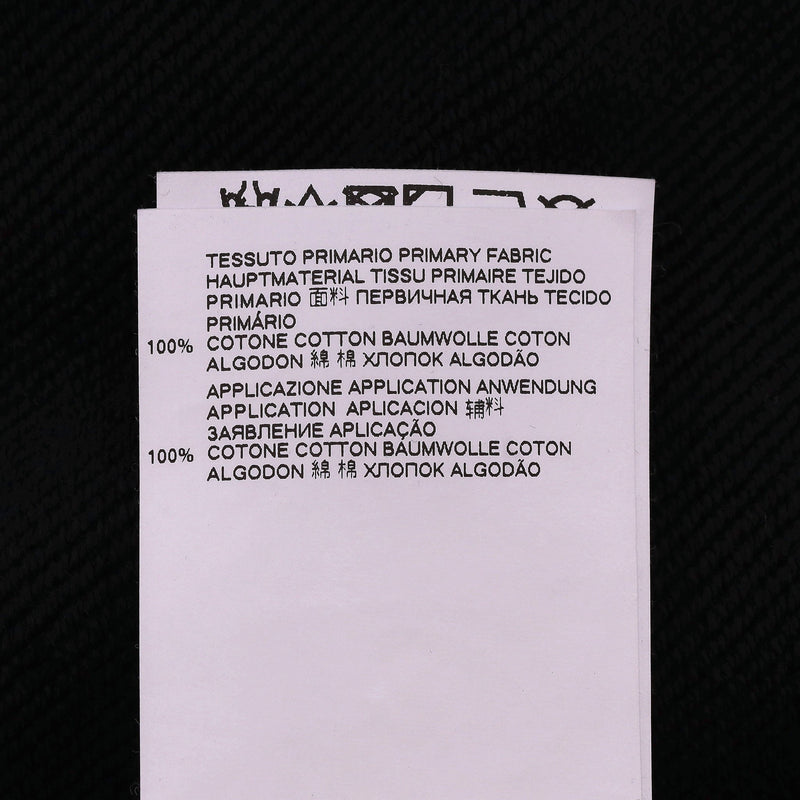 TESSUTO PRIMARIO PRIMARY FABRIC
HAUPTMATERIAL TISSU PRIMAIRE TEJIDO
PRIMARIO 面料 ПЕРВИЧНАЯ ТКАНЬ TECIDO
PRIMÁRIO
100% COTONE COTTON BAUMWOLLE COTON
ALGODON 綿 棉 ХЛОПОК ALGODÃO
APPLICAZIONE APPLICATION ANWENDUNG
APPLICATION APLICACION 辅料
ЗАЯВЛЕНИЕ APLICAÇÃO
100% COTONE COTTON BAUMWOLLE COTON
ALGODON 綿 棉 ХЛОПОК ALGODÃO